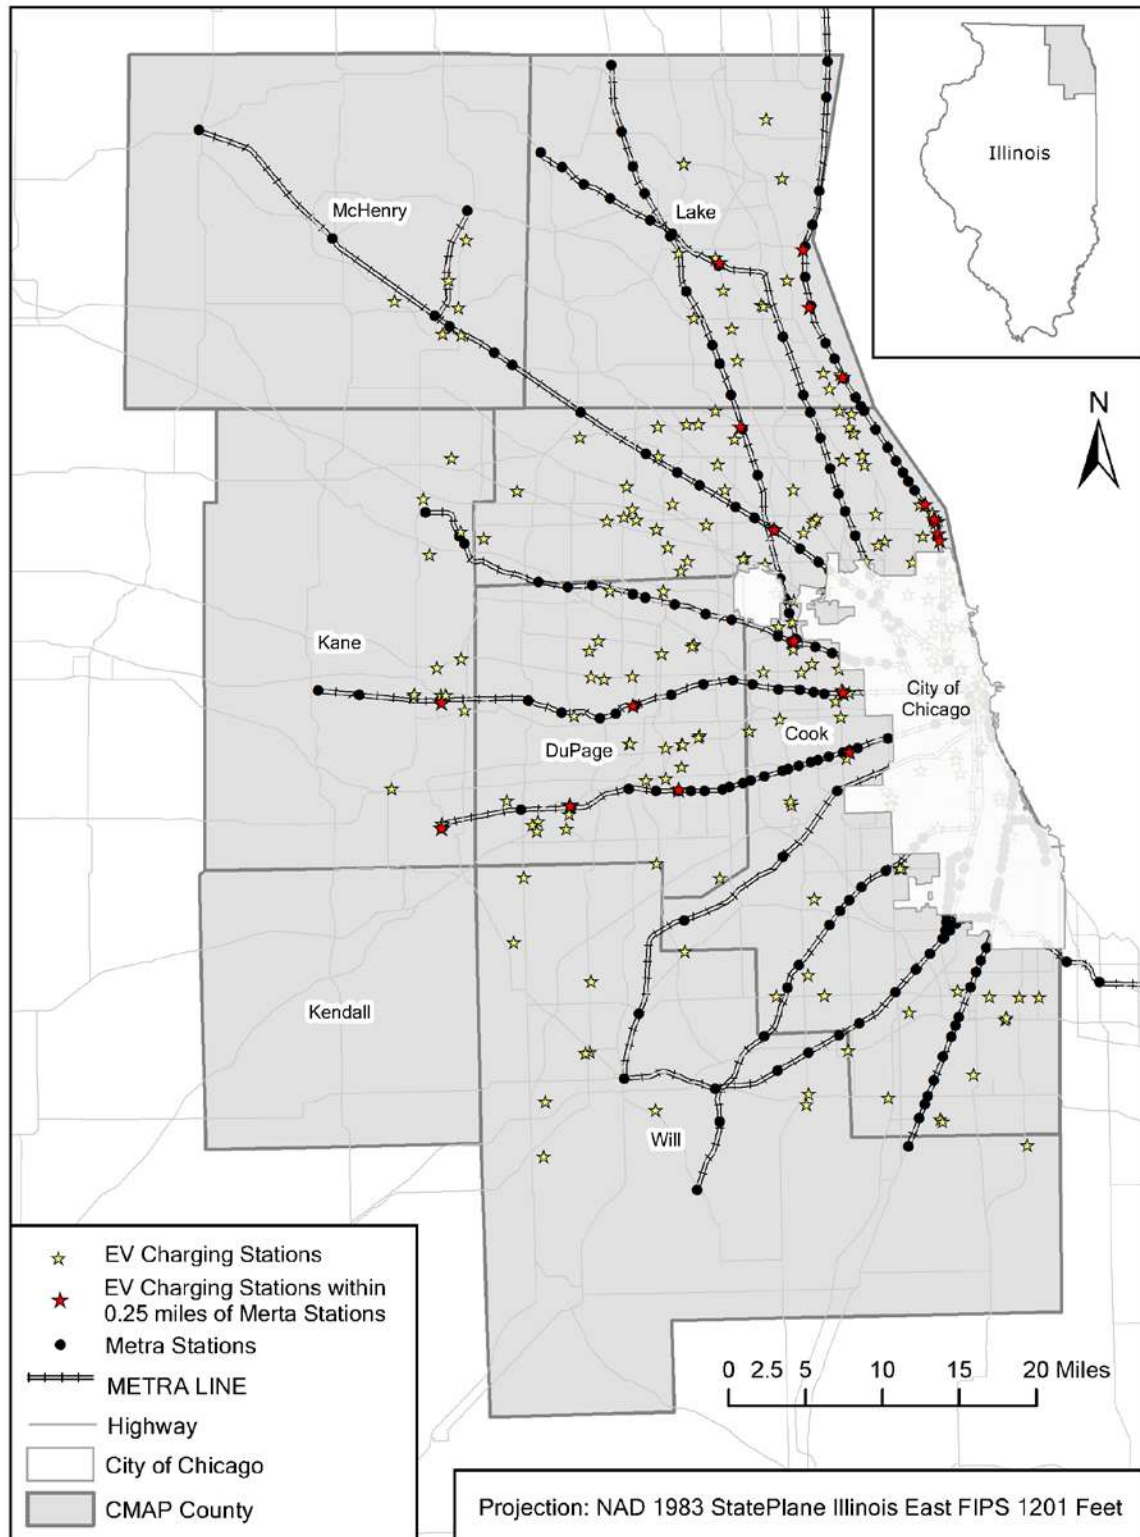 Illinois
McHenry
Lake
N
Kane
City of
Chicago
Cook
DuPage
Kendall
Will
EV Charging Stations
EV Charging Stations within
0.25 miles of Merta Stations
Metra Stations
METRA LINE
Highway
City of Chicago
CMAP County
0 2.5 5 10 15 20 Miles
Projection: NAD 1983 StatePlane Illinois East FIPS 1201 Feet